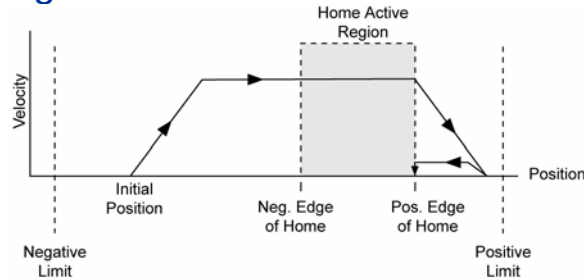 Home Active
Region
Velocity
Position
Initial
Position
Neg. Edge
of Home
Pos. Edge
of Home
Negative
Limit
Positive
Limit